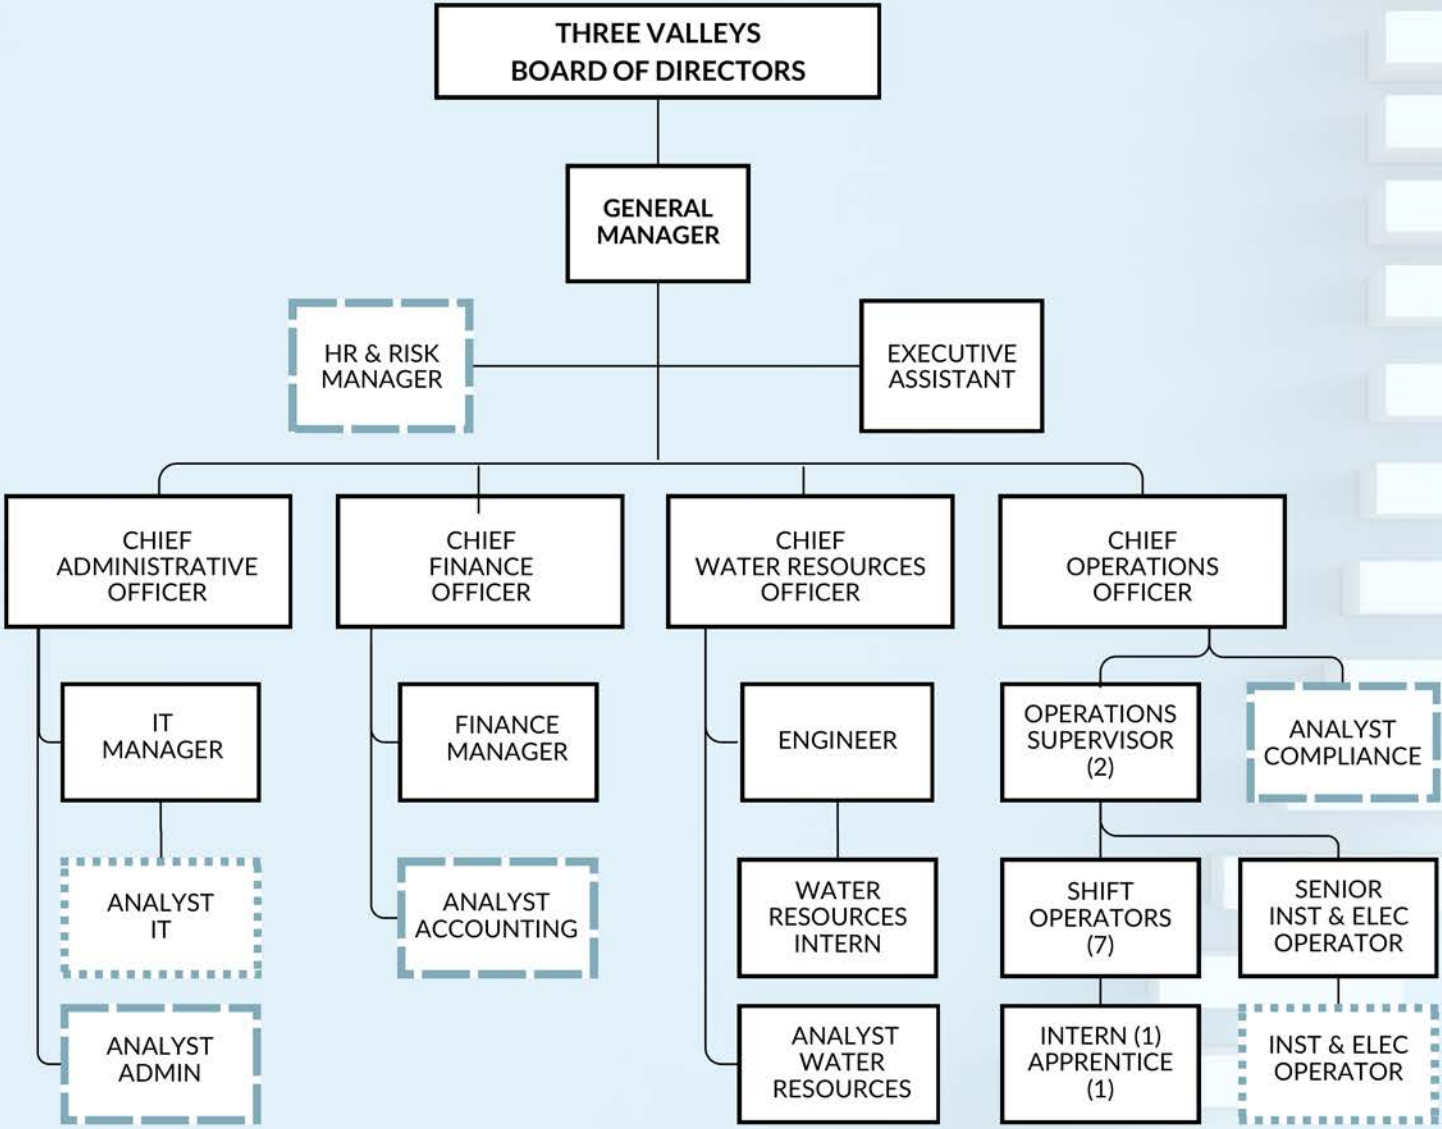 THREE VALLEYS
BOARD OF DIRECTORS
GENERAL
MANAGER
HR & RISK
MANAGER
EXECUTIVE
ASSISTANT
CHIEF
ADMINISTRATIVE
OFFICER
CHIEF
FINANCE
OFFICER
CHIEF
WATER RESOURCES
OFFICER
CHIEF
OPERATIONS
OFFICER
IT
MANAGER
FINANCE
MANAGER
ENGINEER
OPERATIONS
SUPERVISOR
(2)
ANALYST
COMPLIANCE
ANALYST
IT
ANALYST
ACCOUNTING
WATER
RESOURCES
INTERN
SHIFT
OPERATORS
(7)
SENIOR
INST & ELEC
OPERATOR
ANALYST
ADMIN
ANALYST
WATER
RESOURCES
INTERN (1)
APPRENTICE
(1)
INST & ELEC
OPERATOR